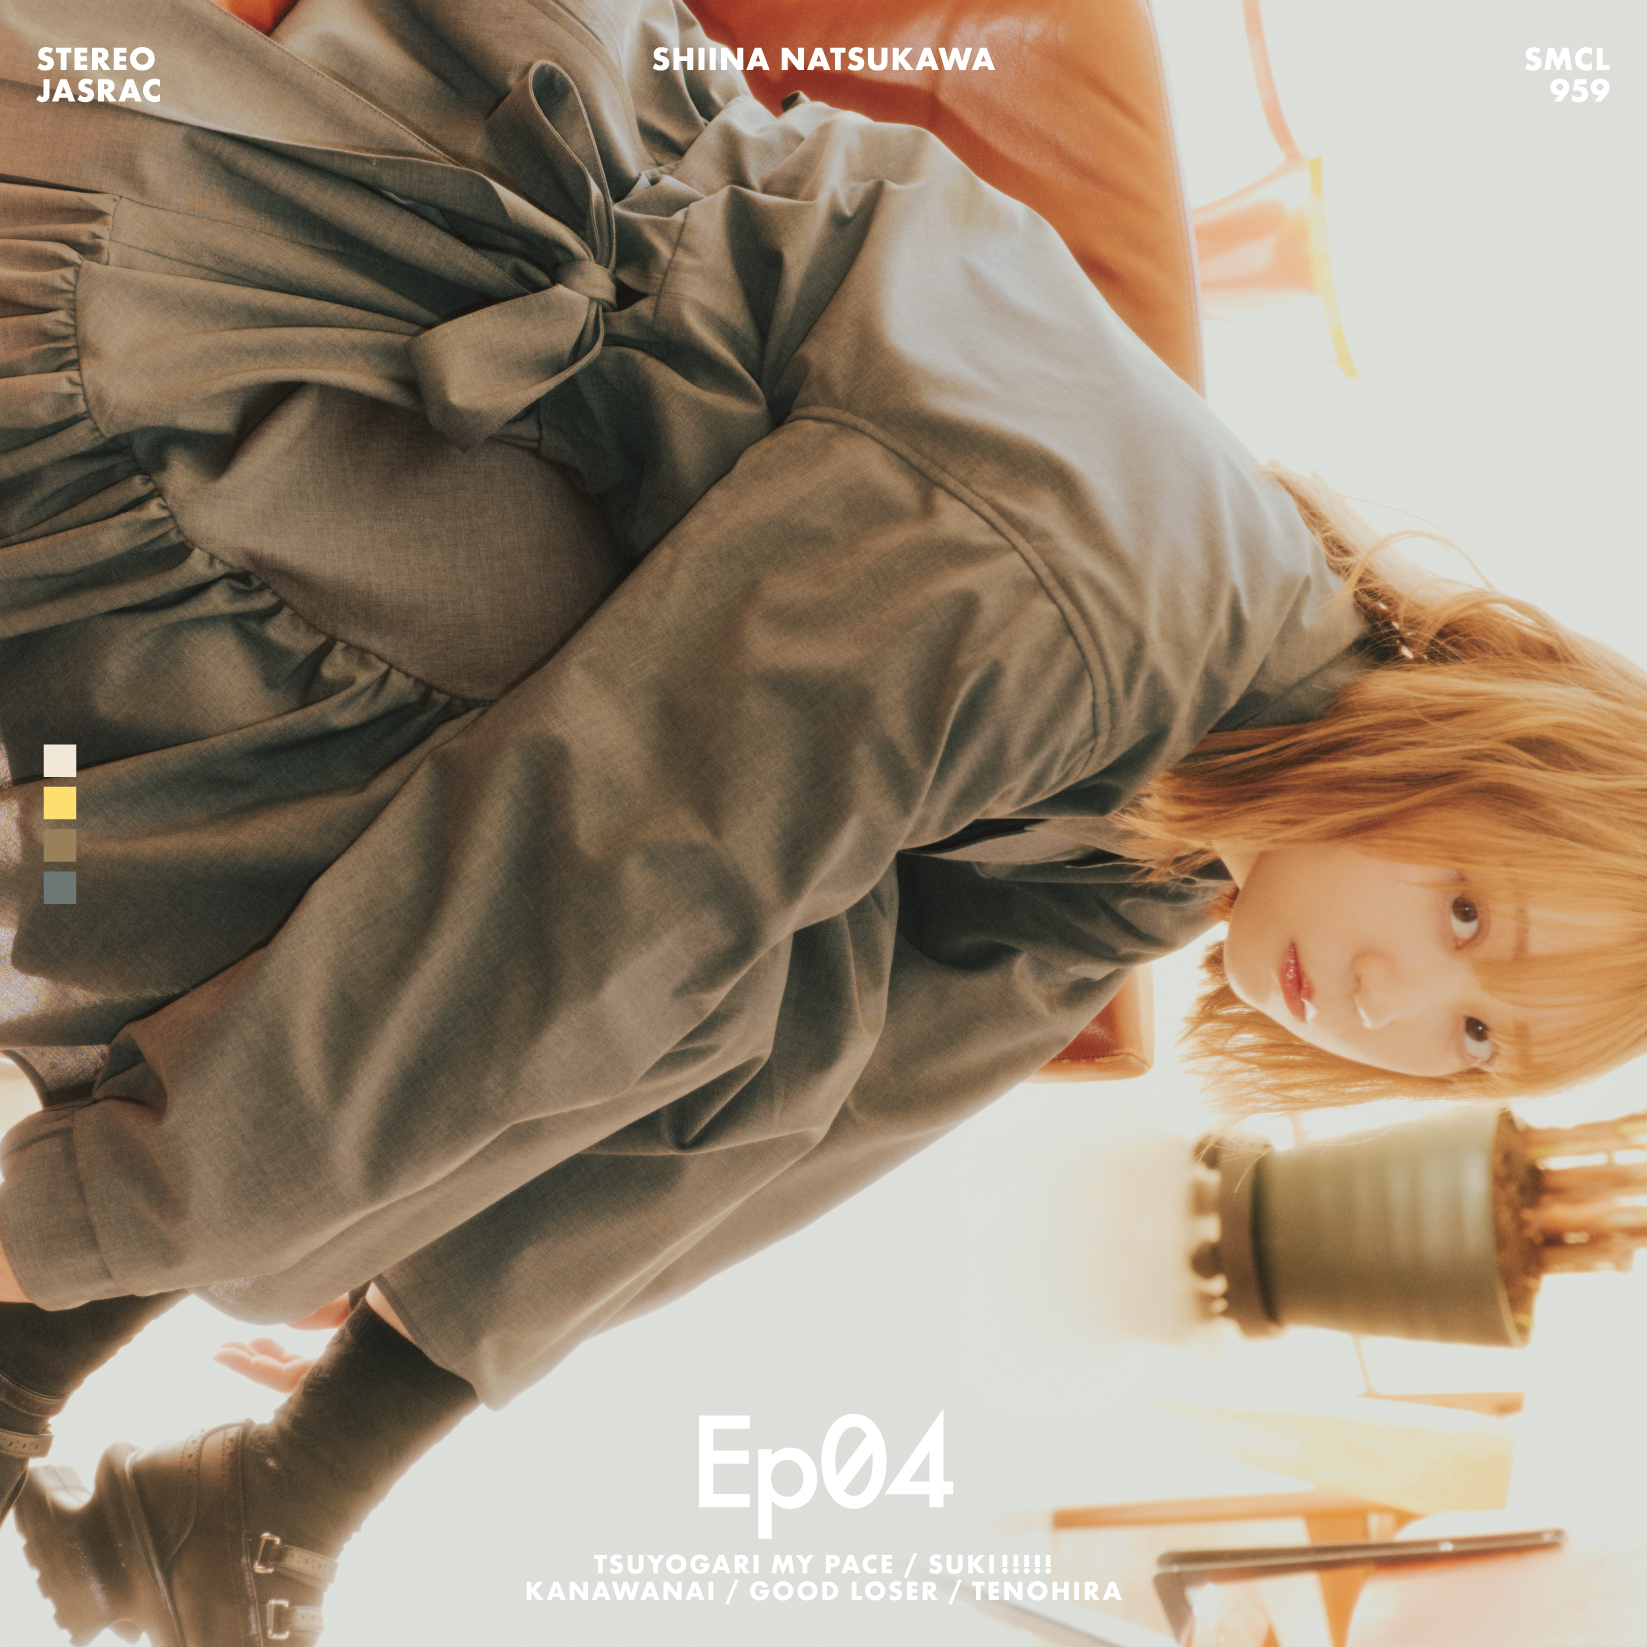 STEREO
JASRAC
SHIINA NATSUKAWA
SMCL
959
Ep04
TSUYOGARI MY PACE / SUKI!!!!!
KANAWANAI / GOOD LOSER / TENOHIRA